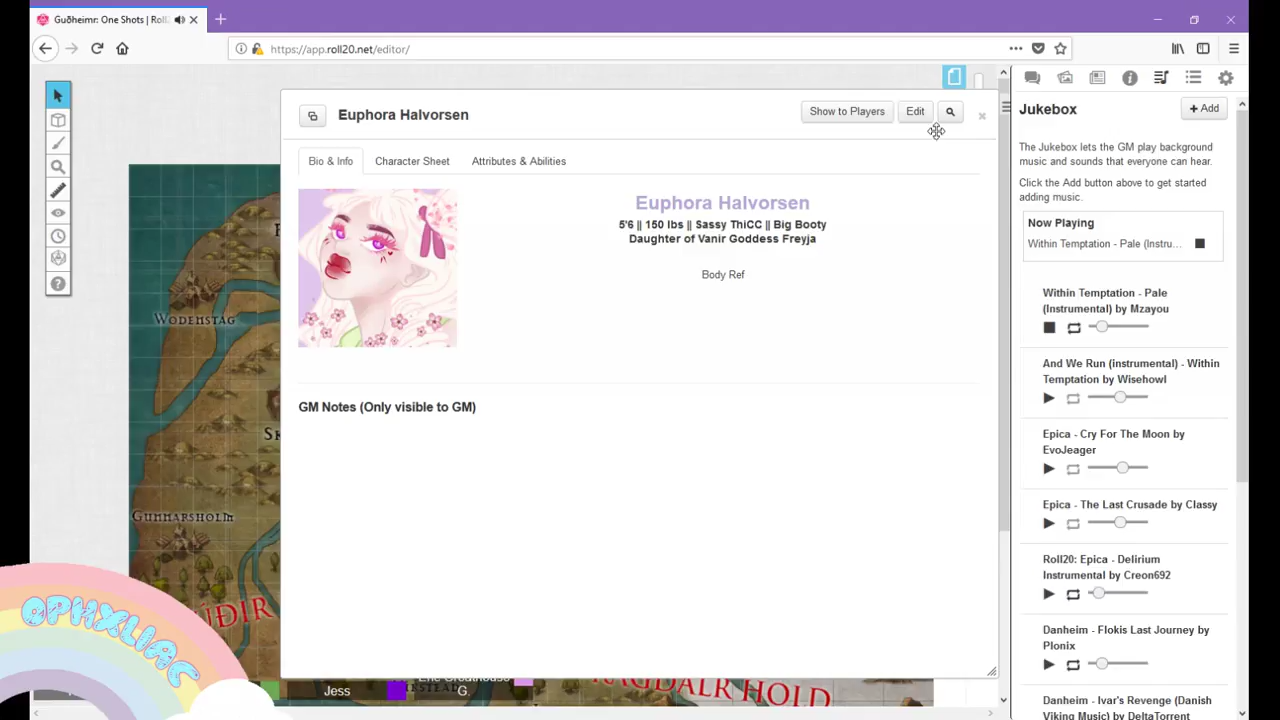 Guðheimr: One Shots | Roll2
https://app.roll20.net/editor/
Euphora Halvorsen
Show to Players
Edit
Bio & Info
Character Sheet
Attributes & Abilities
Euphora Halvorsen
5'6 || 150 lbs || Sassy ThiCC || Big Booty
Daughter of Vanir Goddess Freyja
Body Ref
GM Notes (Only visible to GM)
Wodenstag
Gunnarsholm
OPHXLIAC
Jess
G
RAGDALR HOLD
Jukebox
+ Add
The Jukebox lets the GM play background
music and sounds that everyone can hear.
Click the Add button above to get started
adding music.
Now Playing
Within Temptation - Pale (Instru...
Within Temptation - Pale
(Instrumental) by Mzayou
And We Run (instrumental) - Within
Temptation by Wisehowl
Epica - Cry For The Moon by
EvoJeager
Epica - The Last Crusade by Classy
Roll20: Epica - Delirium
Instrumental by Creon692
Danheim - Flokis Last Journey by
Plonix
Danheim - Ivar's Revenge (Danish
Viking Music) by DeltaTorrent